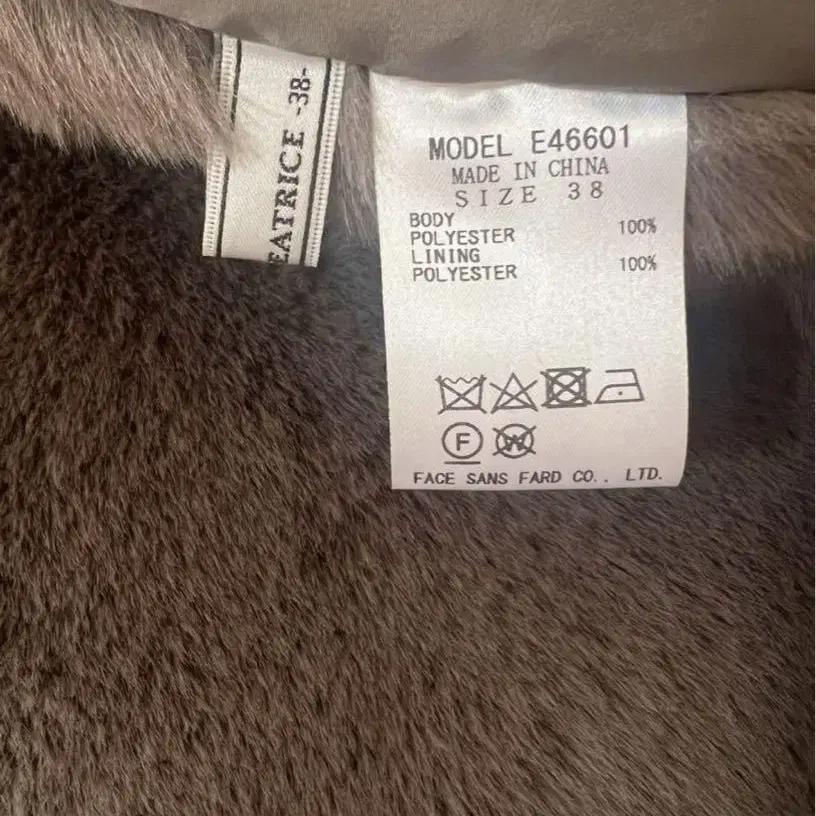 EATRICE -38-
MODEL E46601
MADE IN CHINA
SIZE 38
BODY
POLYESTER 100%
LINING
POLYESTER 100%
F W
FACE SANS FARD CO., LTD.